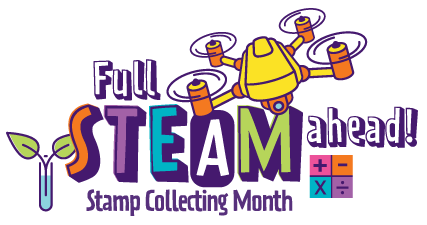 Full
STEAM
ahead!
+ -
x ÷
Stamp Collecting Month